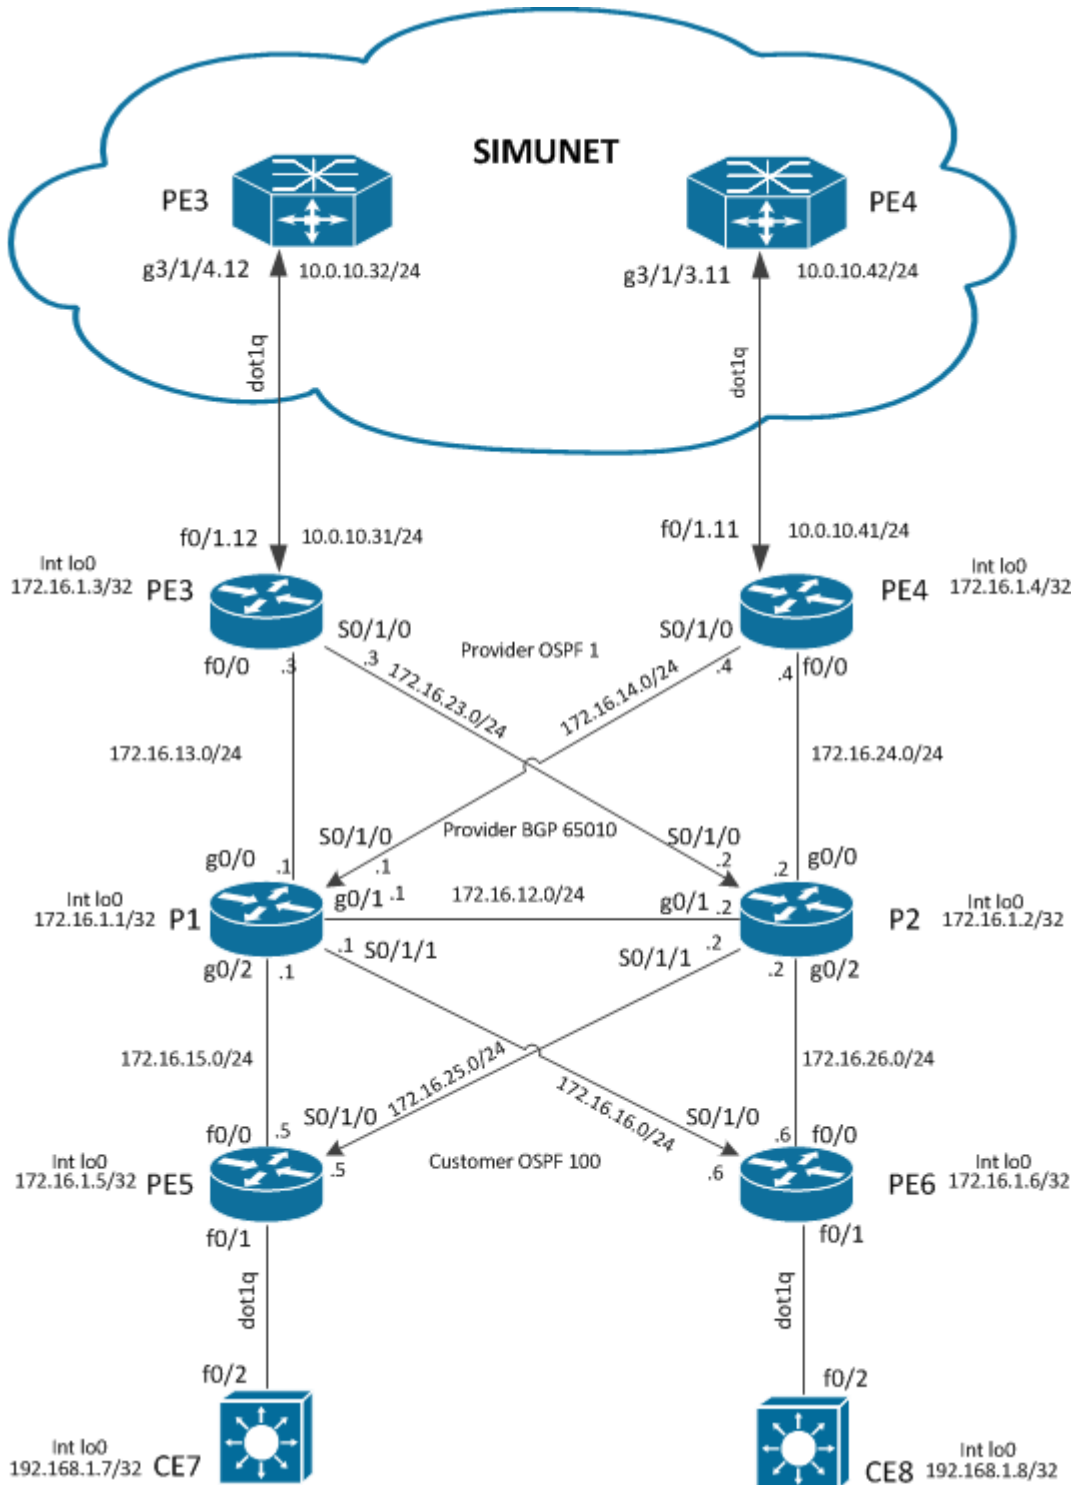 SIMUNET
PE3
PE4
g3/1/4.12
10.0.10.32/24
g3/1/3.11
10.0.10.42/24
dot1q
dot1q
f0/1.12
10.0.10.31/24
f0/1.11
10.0.10.41/24
Int lo0
172.16.1.3/32
PE3
PE4
Int lo0
172.16.1.4/32
S0/1/0
Provider OSPF 1
S0/1/0
f0/0
.3
.3
172.16.23.0/24
172.16.14.0/24
.4
.4
f0/0
172.16.13.0/24
172.16.24.0/24
S0/1/0
Provider BGP 65010
S0/1/0
g0/0
.1
.1
.2
.2
g0/0
Int lo0
172.16.1.1/32
P1
g0/1
.1
172.16.12.0/24
g0/1
.2
P2
Int lo0
172.16.1.2/32
g0/2
.1
.1
S0/1/1
S0/1/1
.2
.2
g0/2
172.16.15.0/24
172.16.25.0/24
172.16.16.0/24
172.16.26.0/24
f0/0
.5
S0/1/0
S0/1/0
.6
f0/0
Int lo0
172.16.1.5/32
PE5
.5
Customer OSPF 100
.6
PE6
Int lo0
172.16.1.6/32
f0/1
f0/1
dot1q
dot1q
f0/2
f0/2
Int lo0
192.168.1.7/32
CE7
CE8
Int lo0
192.168.1.8/32